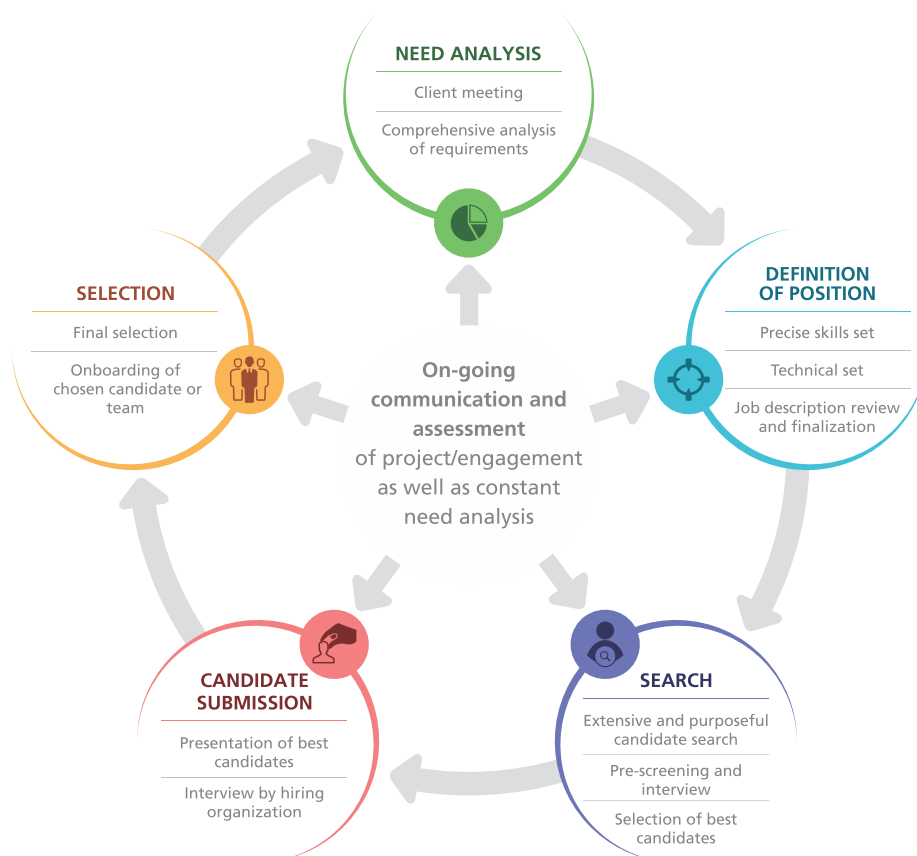 NEED ANALYSIS
Client meeting
Comprehensive analysis
of requirements
DEFINITION
OF POSITION
Precise skills set
Technical set
Job description review
and finalization
SEARCH
Extensive and purposeful
candidate search
Pre-screening and
interview
Selection of best
candidates
CANDIDATE
SUBMISSION
Presentation of best
candidates
Interview by hiring
organization
SELECTION
Final selection
Onboarding of
chosen candidate or
team
On-going
communication and
assessment
of project/engagement
as well as constant
need analysis